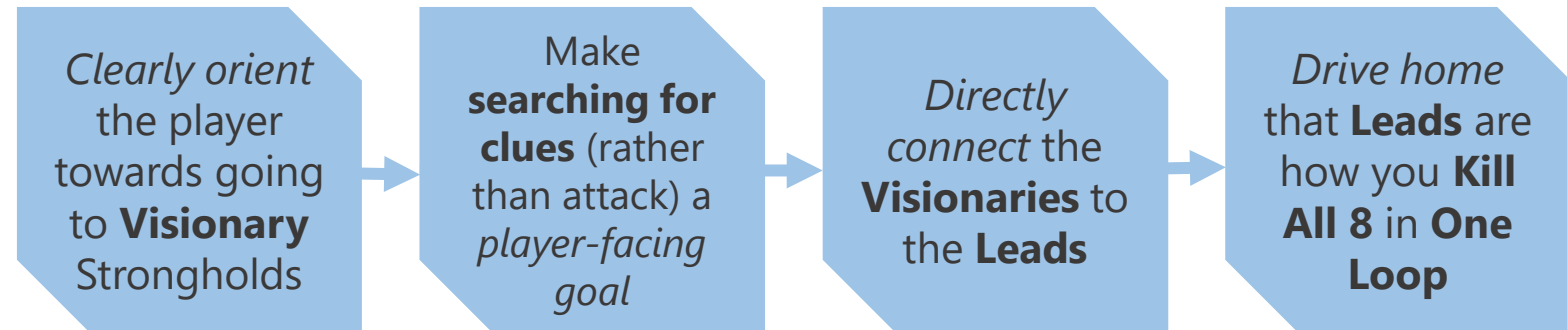 Clearly orient
the player
towards going
to Visionary
Strongholds
Make
searching for
clues (rather
than attack) a
player-facing
goal
Directly
connect the
Visionaries to
the Leads
Drive home
that Leads are
how you Kill
All 8 in One
Loop